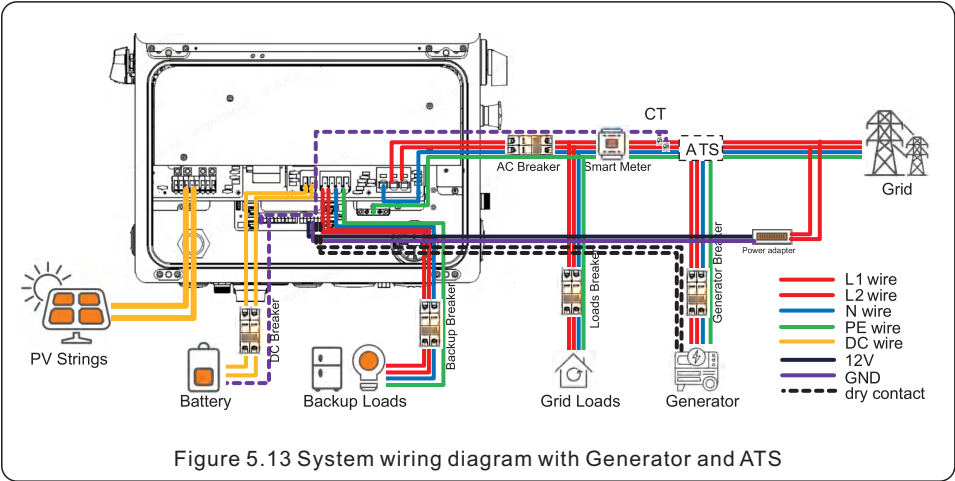 CT
ATS
AC Breaker
Smart Meter
Grid
Power adapter
Generator Breaker
Loads Breaker
Backup Breaker
DC Breaker
L1 wire
L2 wire
N wire
PE wire
DC wire
12V
GND
dry contact
PV Strings
Battery
Backup Loads
Grid Loads
Generator
Figure 5.13 System wiring diagram with Generator and ATS